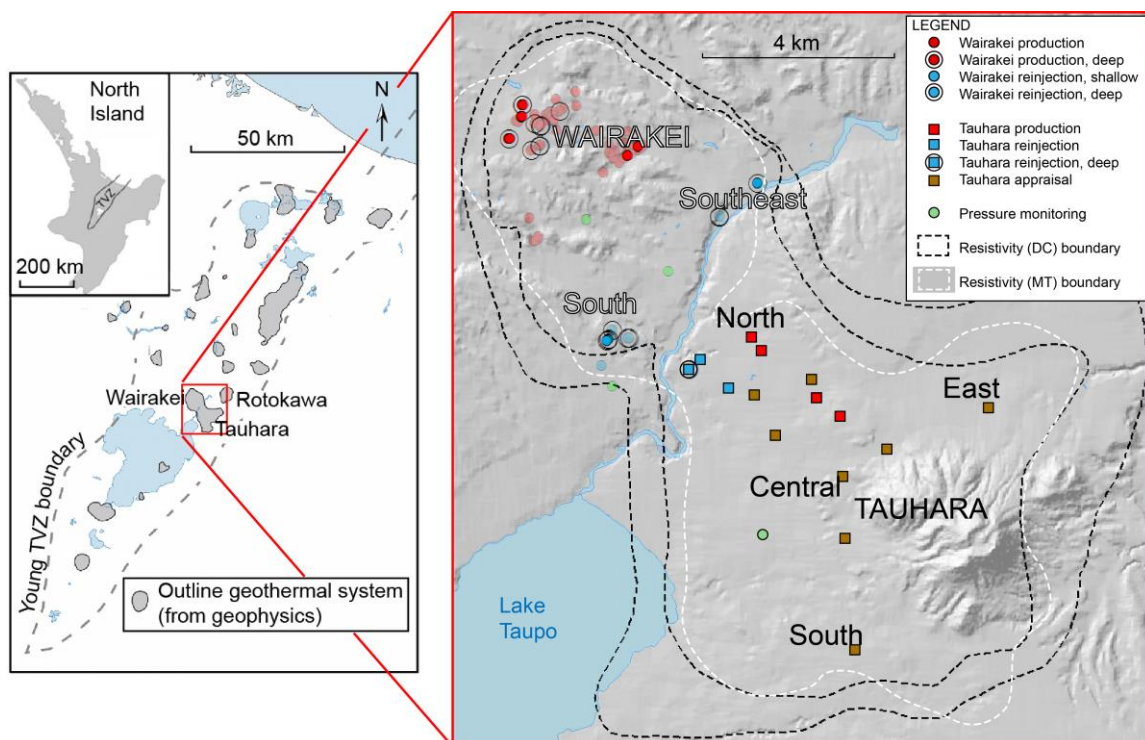 North
Island
TVZ
200 km
N
50 km
Wairakei
Rotokawa
Tauhara
Young TVZ boundary
Outline geothermal system
(from geophysics)
4 km
WAIRAKEI
Southeast
South
North
East
Central
TAUHARA
South
Lake
Taupo
LEGEND
Wairakei production
Wairakei production, deep
Wairakei reinjection, shallow
Wairakei reinjection, deep
Tauhara production
Tauhara reinjection
Tauhara reinjection, deep
Tauhara appraisal
Pressure monitoring
Resistivity (DC) boundary
Resistivity (MT) boundary